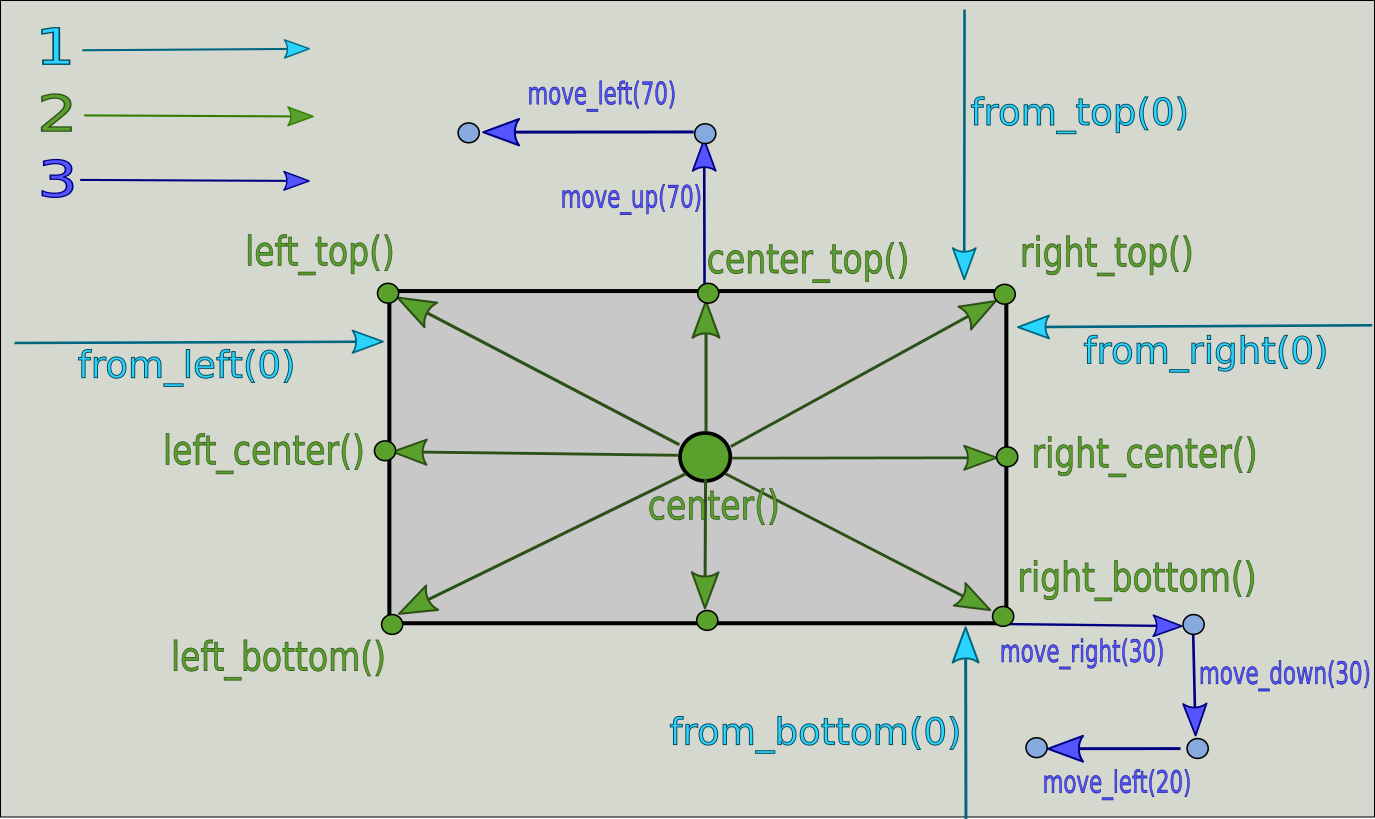 1
2
3
move_left(70)
from_top(0)
move_up(70)
left_top()
center_top()
right_top()
from_left(0)
from_right(0)
left_center()
right_center()
center()
right_bottom()
left_bottom()
move_right(30)
move_down(30)
from_bottom(0)
move_left(20)